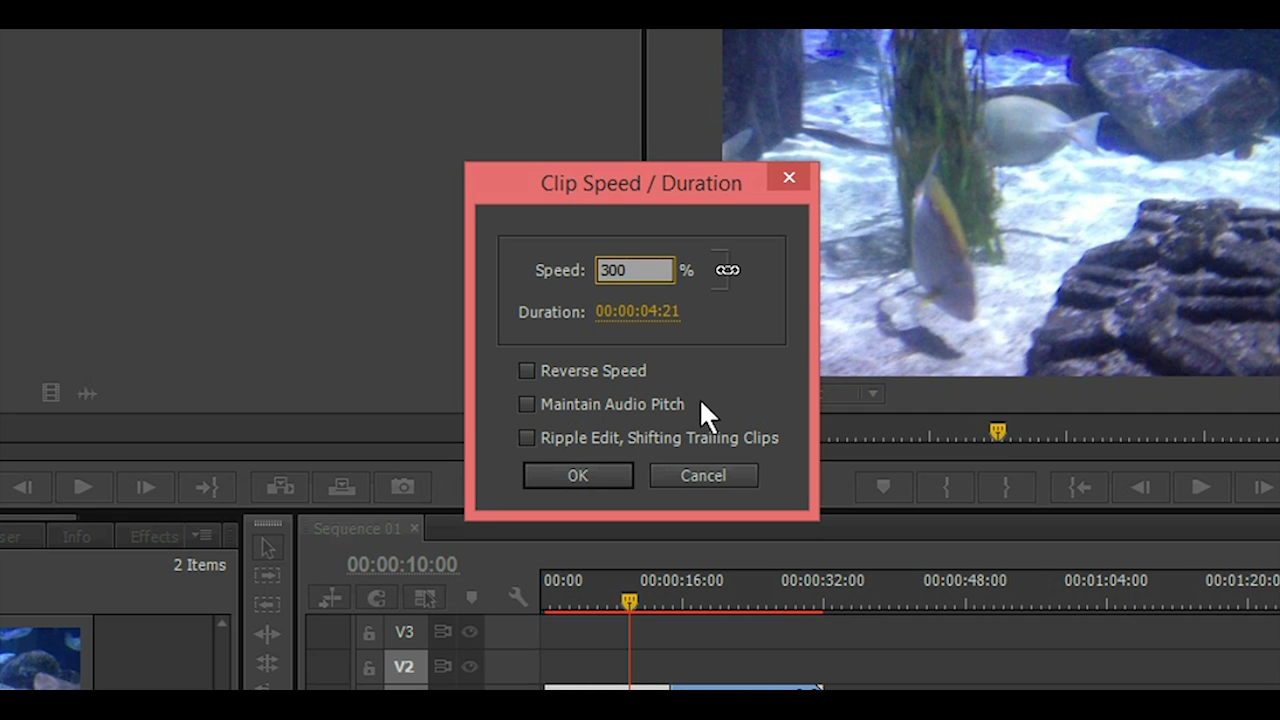 Clip Speed / Duration
Speed: 300 %
Duration: 00:00:04:21
Reverse Speed
Maintain Audio Pitch
Ripple Edit, Shifting Trailing Clips
OK Cancel
Info Effects
Sequence 01
2 Items
00:00:10:00
00:00 00:00:16:00 00:00:32:00 00:00:48:00 00:01:04:00 00:01:20:0
V3
V2